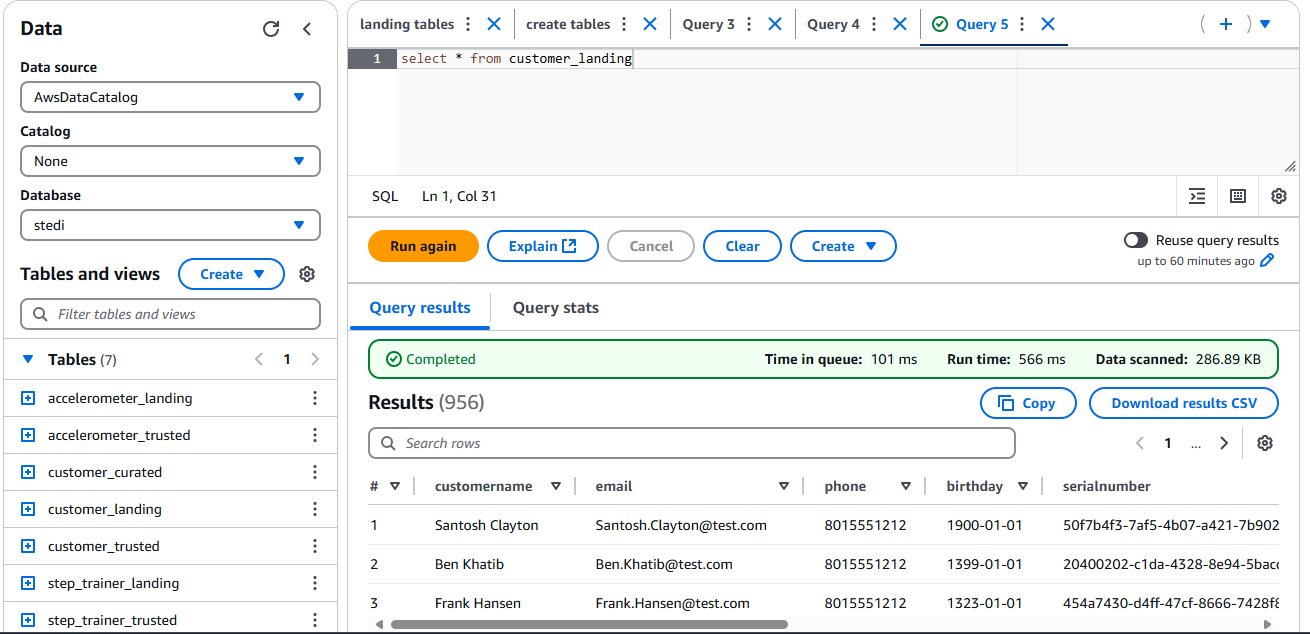 Data
Data source
AwsDataCatalog
Catalog
None
Database
stedi
Tables and views
Create
Filter tables and views
Tables (7)
1
accelerometer_landing
accelerometer_trusted
customer_curated
customer_landing
customer_trusted
step_trainer_landing
step_trainer_trusted
landing tables
create tables
Query 3
Query 4
Query 5
1 select * from customer_landing
SQL Ln 1, Col 31
Run again Explain Cancel Clear Create
Reuse query results
up to 60 minutes ago
Query results Query stats
Completed Time in queue: 101 ms Run time: 566 ms Data scanned: 286.89 KB
Results (956) Copy Download results CSV
Search rows 1 ...
# customername email phone birthday serialnumber
1 Santosh Clayton Santosh.Clayton@test.com 8015551212 1900-01-01 50f7b4f3-7af5-4b07-a421-7b902
2 Ben Khatib Ben.Khatib@test.com 8015551212 1399-01-01 20400202-c1da-4328-8e94-5bacc
3 Frank Hansen Frank.Hansen@test.com 8015551212 1323-01-01 454a7430-d4ff-47cf-8666-7428f8